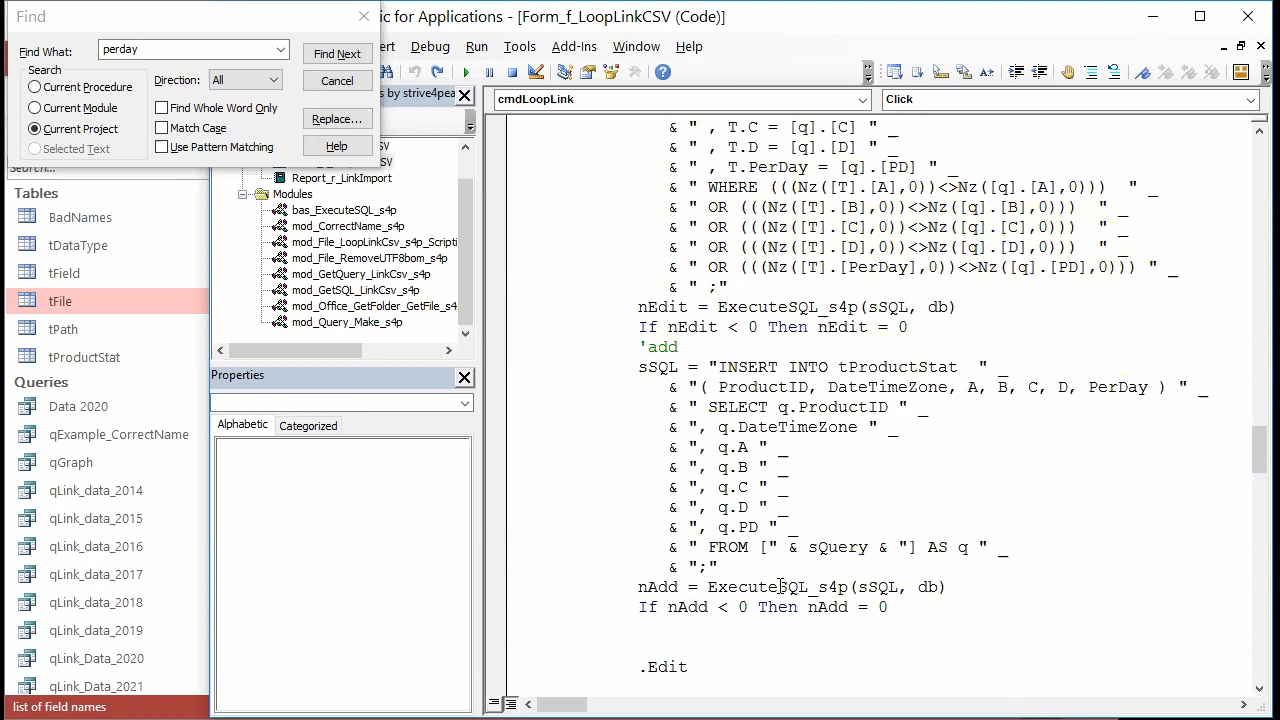 Find
ic for Applications - [Form_f_LoopLinkCSV (Code)]
Find What: perday
Find Next
Search
Current Procedure
Current Module
Current Project
Selected Text
Direction: All
Find Whole Word Only
Match Case
Use Pattern Matching
Cancel
Replace...
Help
ert Debug Run Tools Add-Ins Window Help
s by strive4pea
cmdLoopLink
Click
Tables
BadNames
tDataType
tField
tFile
tPath
tProductStat
Queries
Data 2020
qExample_CorrectName
qGraph
qLink_data_2014
qLink_data_2015
qLink_data_2016
qLink_data_2017
qLink_data_2018
qLink_data_2019
qLink_Data_2020
qLink_Data_2021
list of field names
SV
SV
Report_r_LinkImport
Modules
bas_ExecuteSQL_s4p
mod_CorrectName_s4p
mod_File_LoopLinkCsv_s4p_Scripti
mod_File_RemoveUTF8bom_s4p
mod_GetQuery_LinkCsv_s4p
mod_GetSQL_LinkCsv_s4p
mod_Office_GetFolder_GetFile_s4
mod_Query_Make_s4p
Properties
Alphabetic Categorized
& " , T.C = [q].[C] " _
& " , T.D = [q].[D] " _
& " , T.PerDay = [q].[PD] " _
& " WHERE (((Nz([T].[A],0))<>Nz([q].[A],0))) " _
& " OR (((Nz([T].[B],0))<>Nz([q].[B],0))) " _
& " OR (((Nz([T].[C],0))<>Nz([q].[C],0))) " _
& " OR (((Nz([T].[D],0))<>Nz([q].[D],0))) " _
& " OR (((Nz([T].[PerDay],0))<>Nz([q].[PD],0))) " _
& " ;"
nEdit = ExecuteSQL_s4p(sSQL, db)
If nEdit < 0 Then nEdit = 0
'add
sSQL = "INSERT INTO tProductStat " _
& "( ProductID, DateTimeZone, A, B, C, D, PerDay ) " _
& " SELECT q.ProductID " _
& ", q.DateTimeZone " _
& ", q.A " _
& ", q.B " _
& ", q.C " _
& ", q.D " _
& ", q.PD " _
& " FROM [" & sQuery & "] AS q " _
& ";"
nAdd = ExecuteSQL_s4p(sSQL, db)
If nAdd < 0 Then nAdd = 0
.Edit